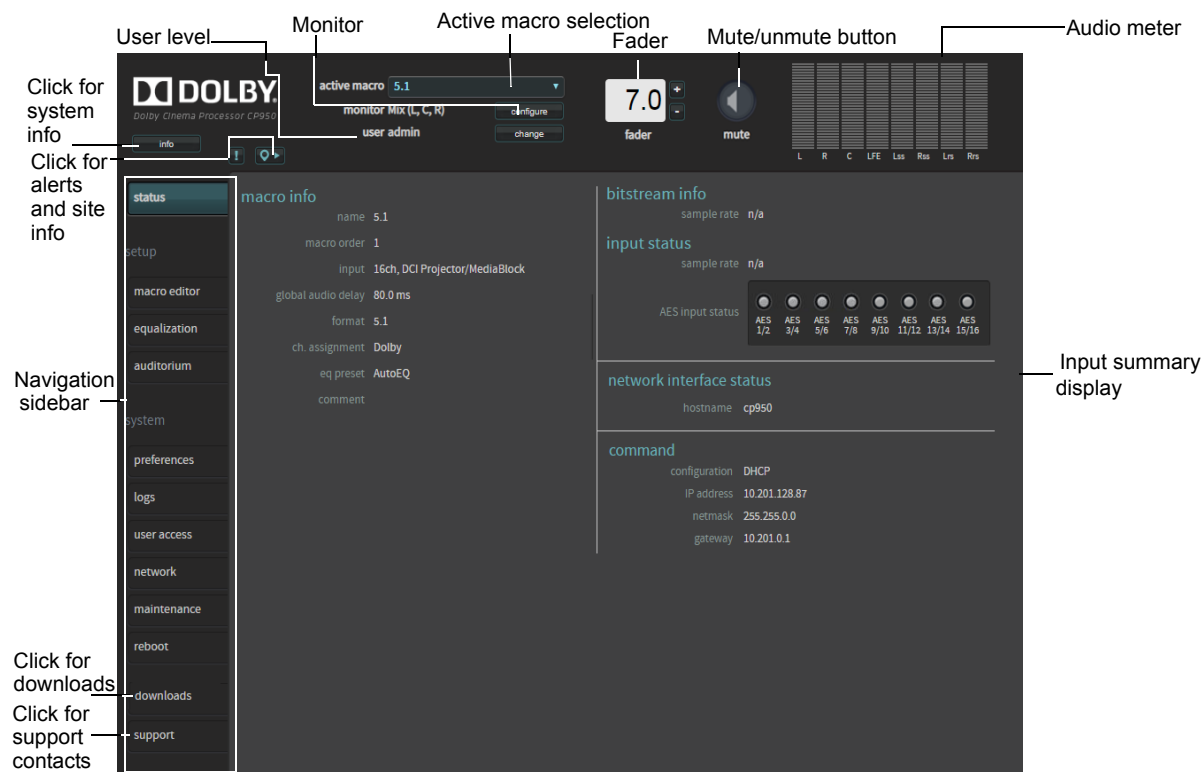 User level
Monitor
Active macro selection
Fader
Mute/unmute button
Audio meter
Click for
system
info
Click for
alerts
and site
info
Navigation
sidebar
Click for
downloads
Click for
support
contacts
Input summary
display
DOLBY
Dolby Cinema Processor CP950
info
!
active macro 5.1
monitor Mix (L, C, R) configure
user admin change
7.0
+
-
fader
mute
L R C LFE Lss Rss Lrs Rrs
status
setup
macro editor
equalization
auditorium
system
preferences
logs
user access
network
maintenance
reboot
downloads
support
macro info
name 5.1
macro order 1
input 16ch, DCI Projector/MediaBlock
global audio delay 80.0 ms
format 5.1
ch. assignment Dolby
eq preset AutoEQ
comment
bitstream info
sample rate n/a
input status
sample rate n/a
AES input status
AES AES AES AES AES AES AES AES
1/2 3/4 5/6 7/8 9/10 11/12 13/14 15/16
network interface status
hostname cp950
command
configuration DHCP
IP address 10.201.128.87
netmask 255.255.0.0
gateway 10.201.0.1